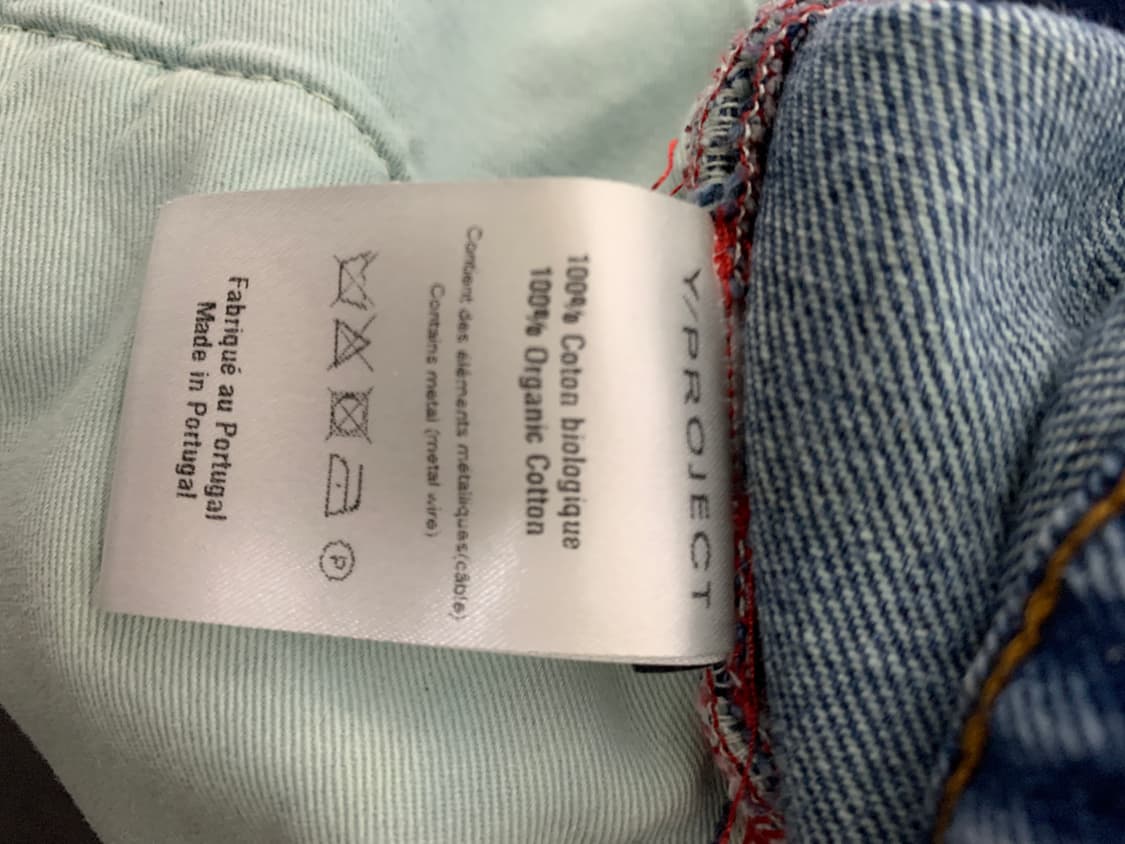 Y/PROJECT
100% Coton biologique
100% Organic Cotton
Contient des éléments métalliques(câble)
Contains metal (metal wire)
P
Fabriqué au Portugal
Made in Portugal